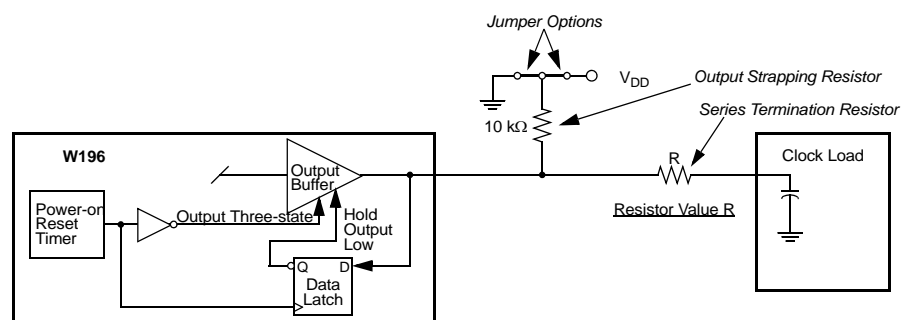 Jumper Options
V_DD
Output Strapping Resistor
10 kΩ
Series Termination Resistor
W196
R
Clock Load
Output
Buffer
Power-on
Reset
Timer
Output Three-state
Hold
Output
Low
Resistor Value R
Q
D
Data
Latch